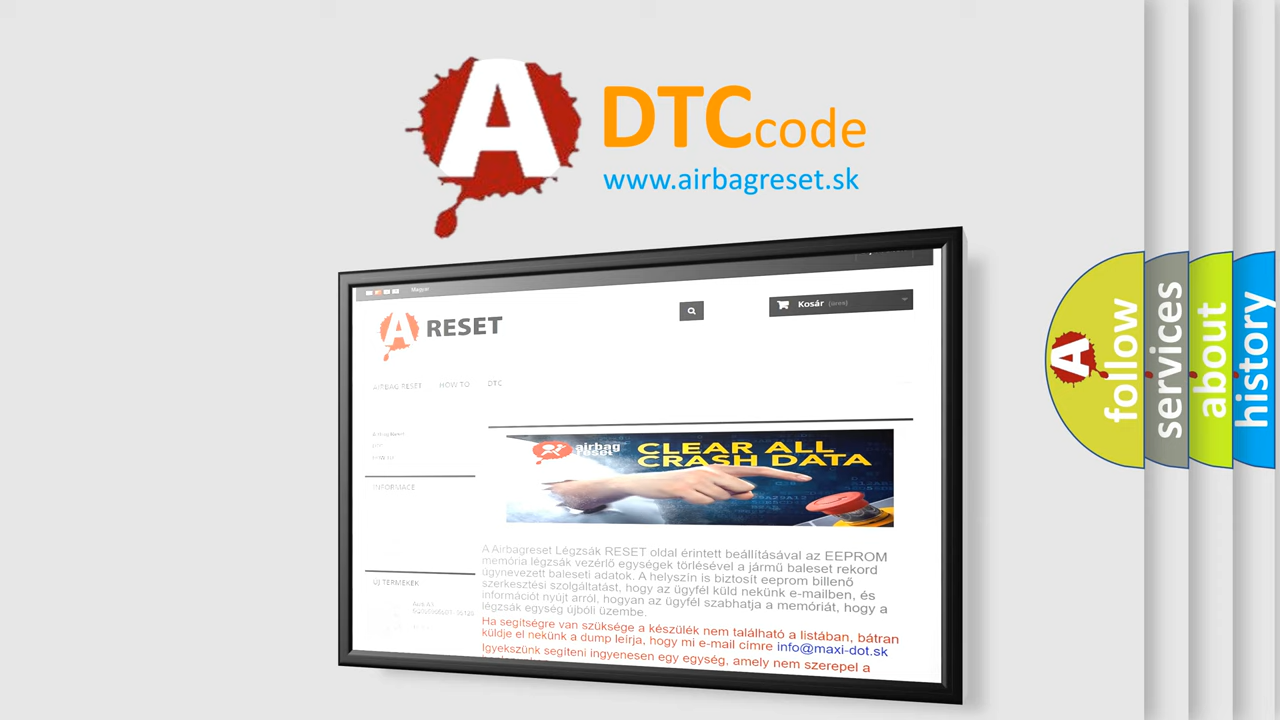 A
DTCcode
www.airbagreset.sk
Magyar
A RESET
Kosár (üres)
AIRBAG RESET HOW TO DTC
INFORMACE
ÚJ TERMÉKEK
airbag
reset
CLEAR ALL
CRASH DATA
A Airbagreset Légzsák RESET oldal érintett beállításával az EEPROM
memória légzsák vezérlő egységek törlésével a jármű baleset rekord
úgynevezett baleseti adatok. A helyszín is biztosít eeprom billenő
szerkesztési szolgáltatást, hogy az ügyfél küld nekünk e-mailben, és
információt nyújt arról, hogyan az ügyfél szabhatja a memóriát, hogy a
légzsák egység újbóli üzembe.
Ha segítségre van szüksége a készülék nem található a listában, bátran
küldje el nekünk a dump leírja, hogy mi e-mail címre info@maxi-dot.sk
Igyekszünk segíteni ingyenesen egy egység, amely nem szerepel a
A follow
services
about
history